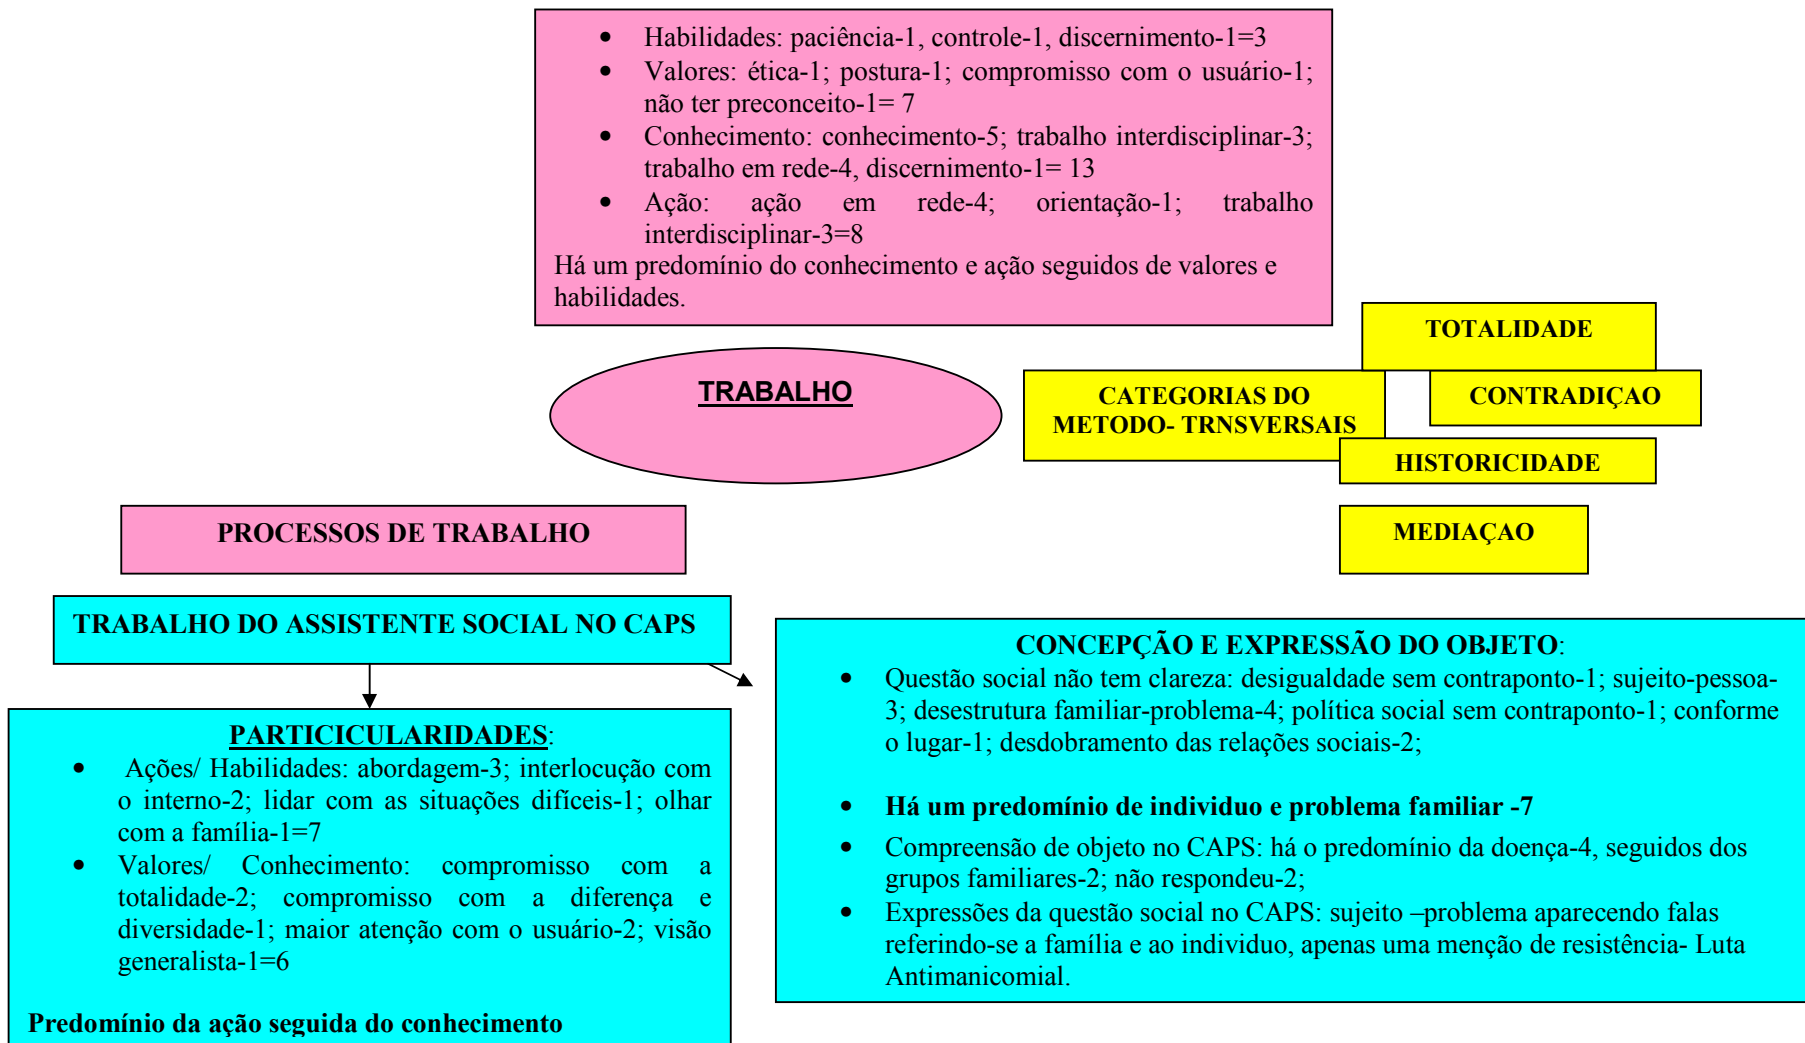 • Habilidades: paciência-1, controle-1, discernimento-1=3
• Valores: ética-1; postura-1; compromisso com o usuário-1;
não ter preconceito-1= 7
• Conhecimento: conhecimento-5; trabalho interdisciplinar-3;
trabalho em rede-4, discernimento-1= 13
• Ação: ação em rede-4; orientação-1; trabalho
interdisciplinar-3=8
Há um predomínio do conhecimento e ação seguidos de valores e
habilidades.
TRABALHO
CATEGORIAS DO
METODO- TRNSVERSAIS
TOTALIDADE
CONTRADIÇAO
HISTORICIDADE
MEDIAÇAO
PROCESSOS DE TRABALHO
TRABALHO DO ASSISTENTE SOCIAL NO CAPS
PARTICICULARIDADES:
• Ações/ Habilidades: abordagem-3; interlocução com
o interno-2; lidar com as situações difíceis-1; olhar
com a família-1=7
• Valores/ Conhecimento: compromisso com a
totalidade-2; compromisso com a diferença e
diversidade-1; maior atenção com o usuário-2; visão
generalista-1=6
Predomínio da ação seguida do conhecimento
CONCEPÇÃO E EXPRESSÃO DO OBJETO:
• Questão social não tem clareza: desigualdade sem contraponto-1; sujeito-pessoa-
3; desestrutura familiar-problema-4; política social sem contraponto-1; conforme
o lugar-1; desdobramento das relações sociais-2;
• Há um predomínio de individuo e problema familiar -7
• Compreensão de objeto no CAPS: há o predomínio da doença-4, seguidos dos
grupos familiares-2; não respondeu-2;
• Expressões da questão social no CAPS: sujeito –problema aparecendo falas
referindo-se a família e ao individuo, apenas uma menção de resistência- Luta
Antimanicomial.